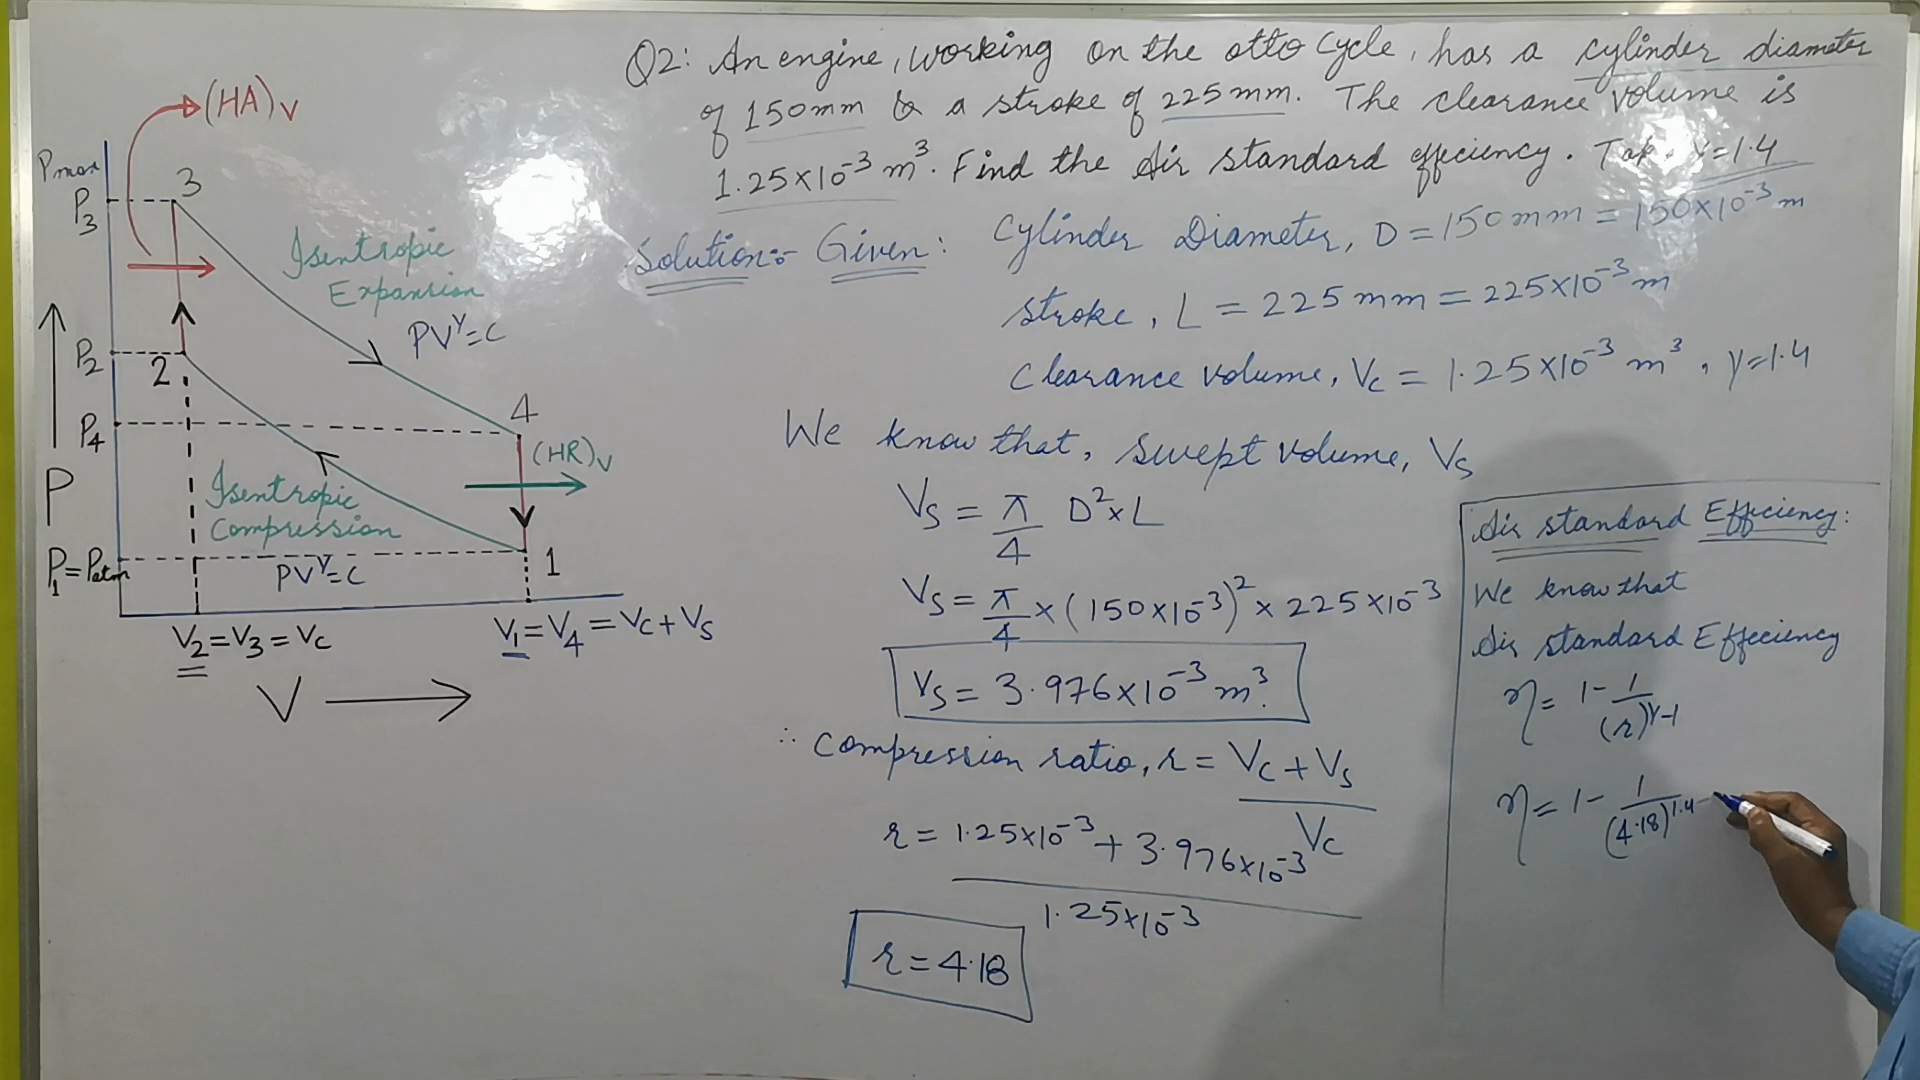 Q2: An engine, working on the otto cycle, has a cylinder diameter
of 150mm & a stroke of 225mm. The clearance volume is
1.25×10⁻³ m³. Find the Air standard efficiency. γ=1.4
Solution:- Given: Cylinder Diameter, D = 150mm = 150×10⁻³ m
stroke, L = 225mm = 225×10⁻³ m
Clearance volume, Vc = 1.25×10⁻³ m³, γ=1.4
We know that, swept volume, Vs
Vs = π/4 D²×L
Vs = π/4 × (150×10⁻³)² × 225×10⁻³
Vs = 3.976×10⁻³ m³.
∴ Compression ratio, r = Vc + Vs / Vc
r = 1.25×10⁻³ + 3.976×10⁻³ / 1.25×10⁻³
r = 4.18
Air standard Efficiency:
We know that
Air standard Efficiency
η = 1 - 1/(r)^γ-1
η = 1 - 1/(4.18)^1.4-
(HA)v
Pmax
P3
3
Isentropic
Expansion
PV^γ=C
P2
2
P4
4
(HR)v
P
Isentropic
Compression
PV^γ=C
P1=Patm
1
V2=V3=Vc
V1=V4=Vc+Vs
V